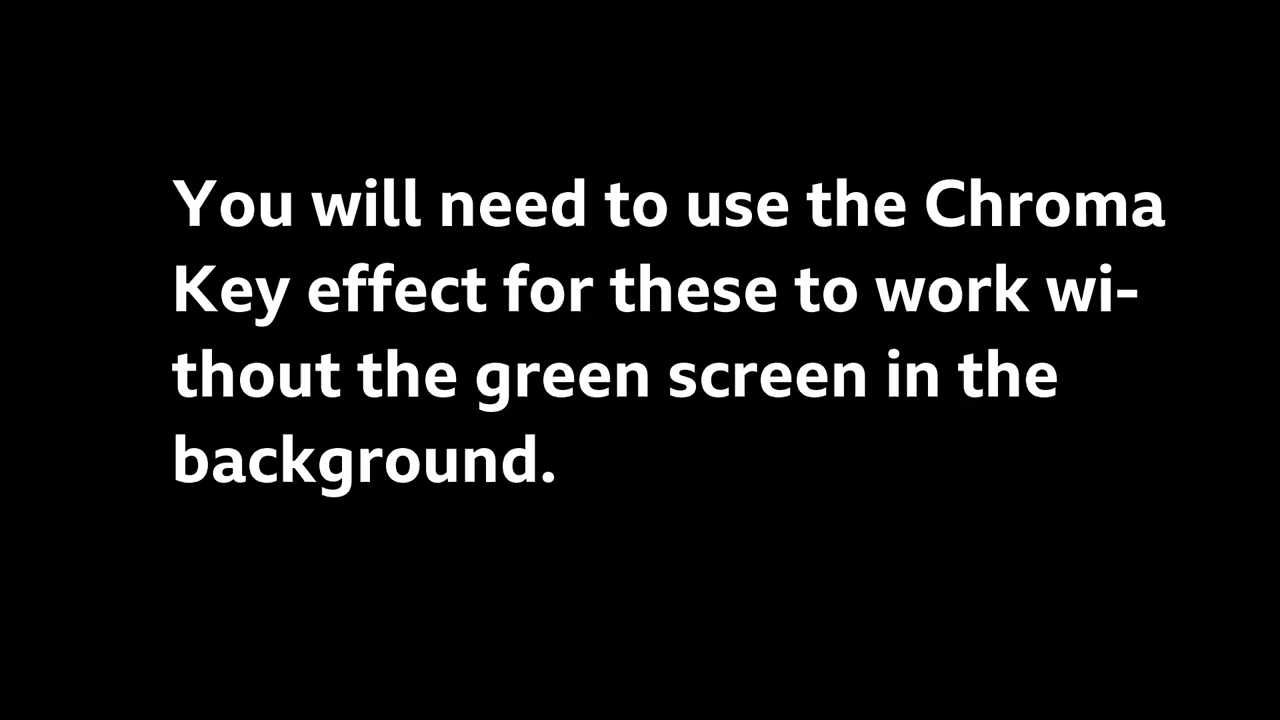 You will need to use the Chroma
Key effect for these to work wi-
thout the green screen in the
background.